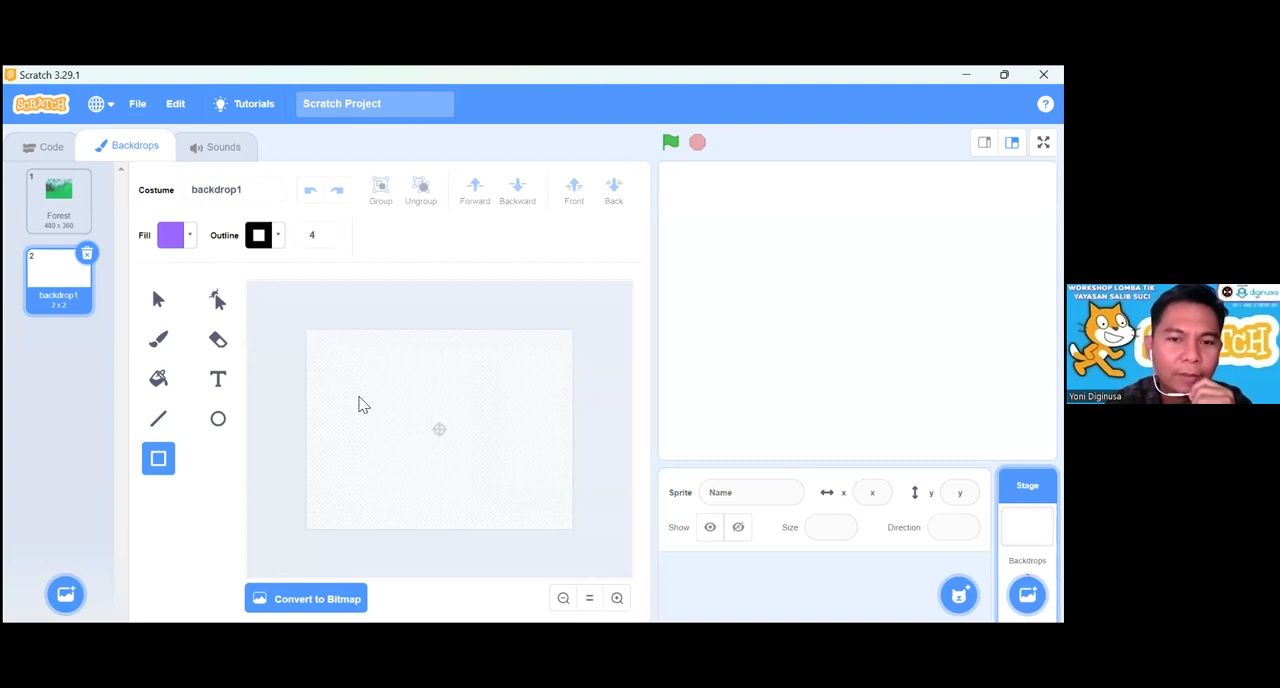 Scratch 3.29.1
SCRATCH
File
Edit
Tutorials
Scratch Project
?
Code
Backdrops
Sounds
1
Forest
480 x 360
2
backdrop1
2 x 2
Costume
backdrop1
Group
Ungroup
Forward
Backward
Front
Back
Fill
Outline
4
T
Convert to Bitmap
Sprite
Name
x
x
y
y
Show
Size
Direction
Stage
Backdrops
WORKSHOP LOMBA TIK
YAYASAN SALIB SUCI
diginusa
Yoni Diginusa